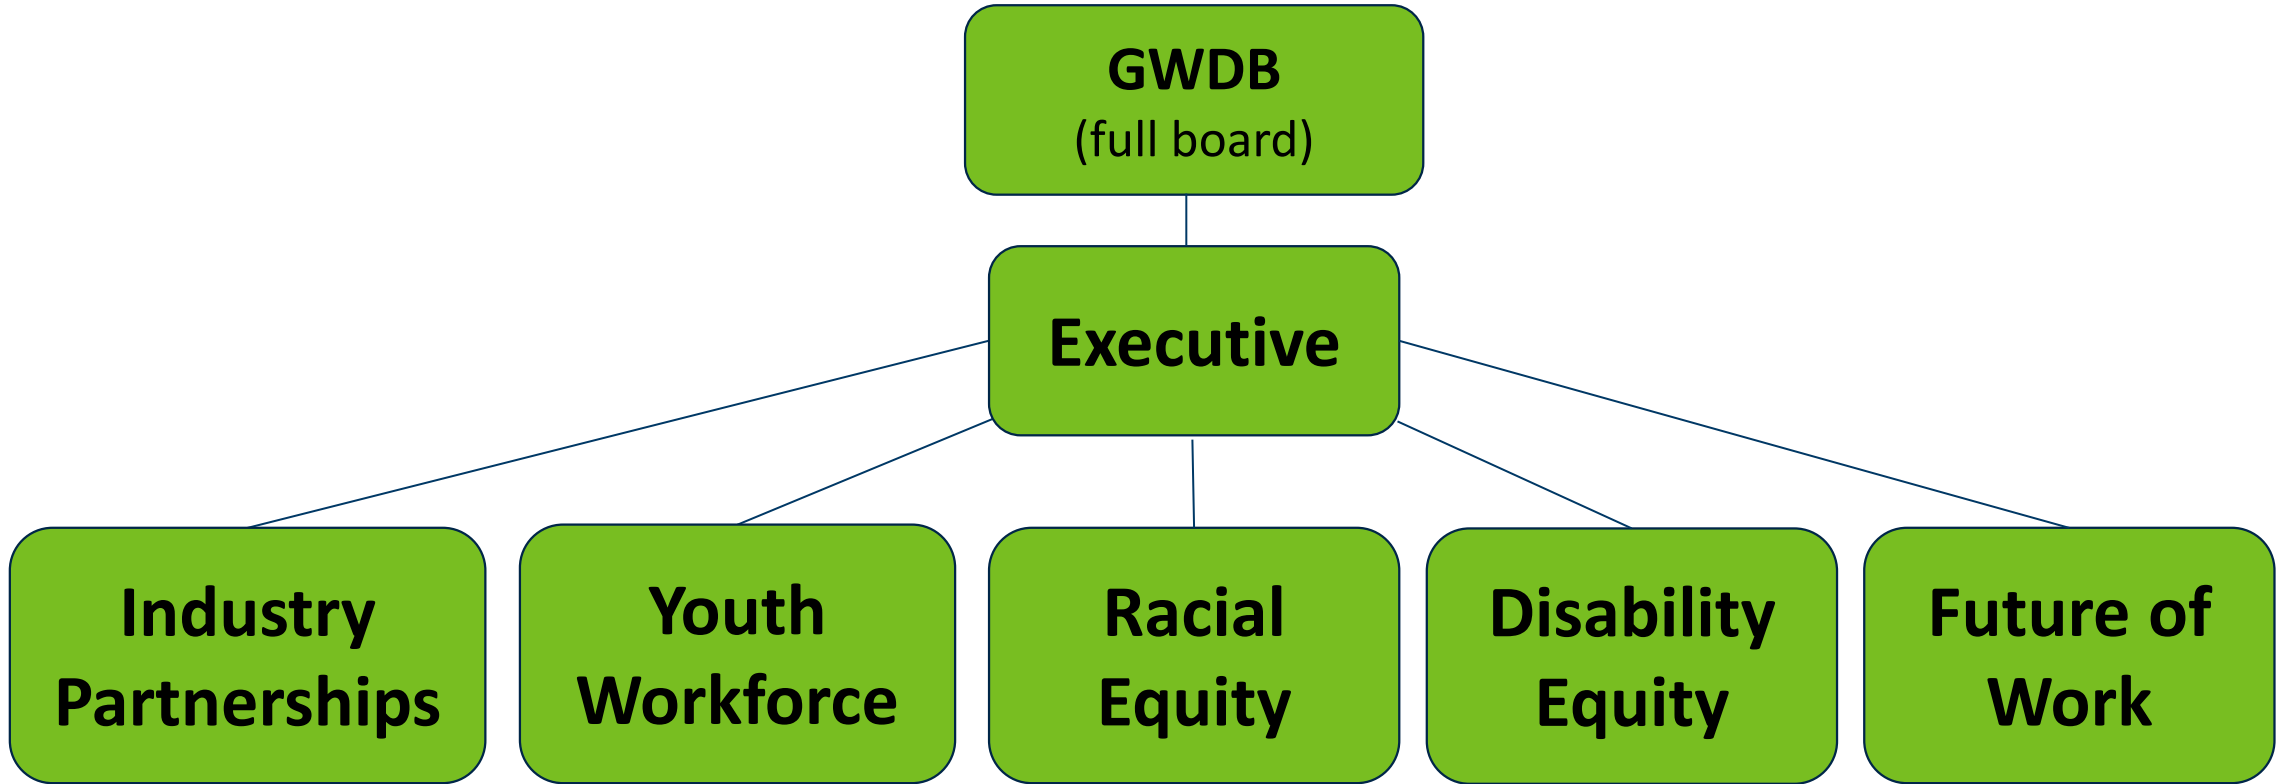 GWDB
(full board)
Executive
Industry
Partnerships
Youth
Workforce
Racial
Equity
Disability
Equity
Future of
Work